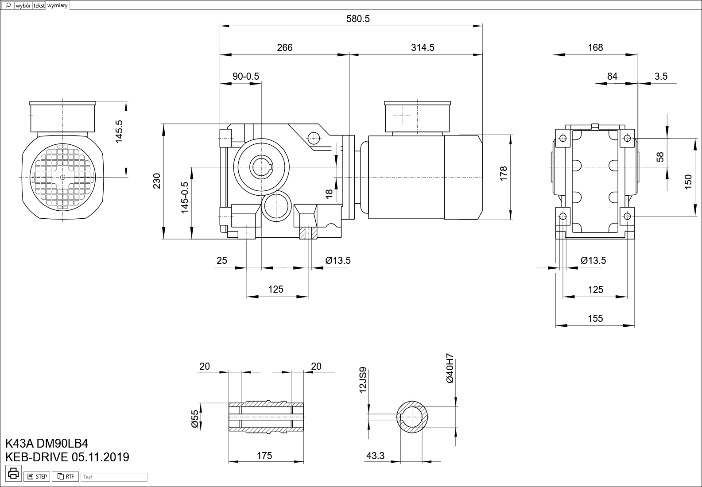 wybór tekst wymiary
580.5
266 314.5 168
90-0.5 84 3.5
145.5
230
145-0.5
18
178
58
150
25 Ø13.5 Ø13.5
125 125
155
20 20
12JS9
Ø40H7
Ø55
175 43.3
K43A DM90LB4
KEB-DRIVE 05.11.2019
STEP RTF Text